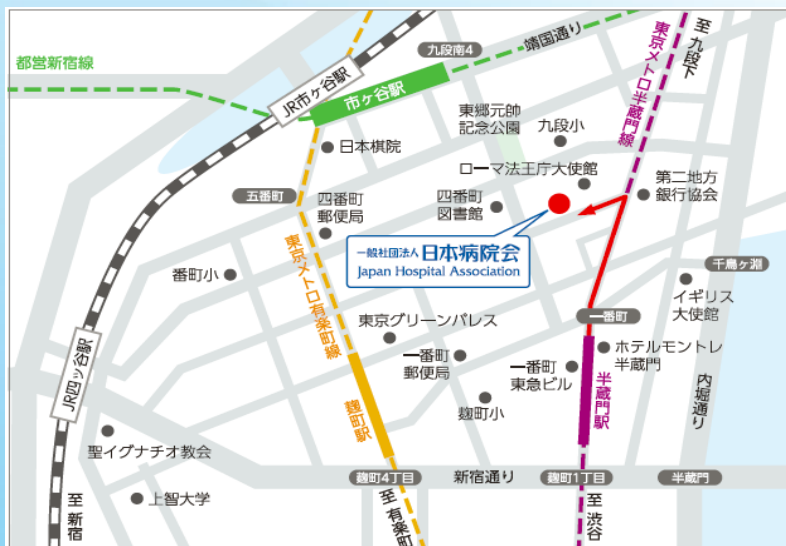 都営新宿線
JR市ヶ谷駅
市ヶ谷駅
九段南4
靖国通り
至 九段下
東京メトロ半蔵門線
日本棋院
東郷元帥
記念公園
九段小
ローマ法王庁大使館
第二地方
銀行協会
五番町
四番町
郵便局
四番町
図書館
一般社団法人 日本病院会
Japan Hospital Association
千鳥ヶ淵
番町小
東京メトロ有楽町線
イギリス
大使館
東京グリーンパレス
一番町
一番町
郵便局
一番町
東急ビル
ホテルモントレ
半蔵門
JR四ツ谷駅
麹町駅
麹町小
半蔵門駅
内堀通り
聖イグナチオ教会
麹町4丁目
新宿通り
麹町1丁目
半蔵門
上智大学
至 新宿
至 有楽町
至 渋谷